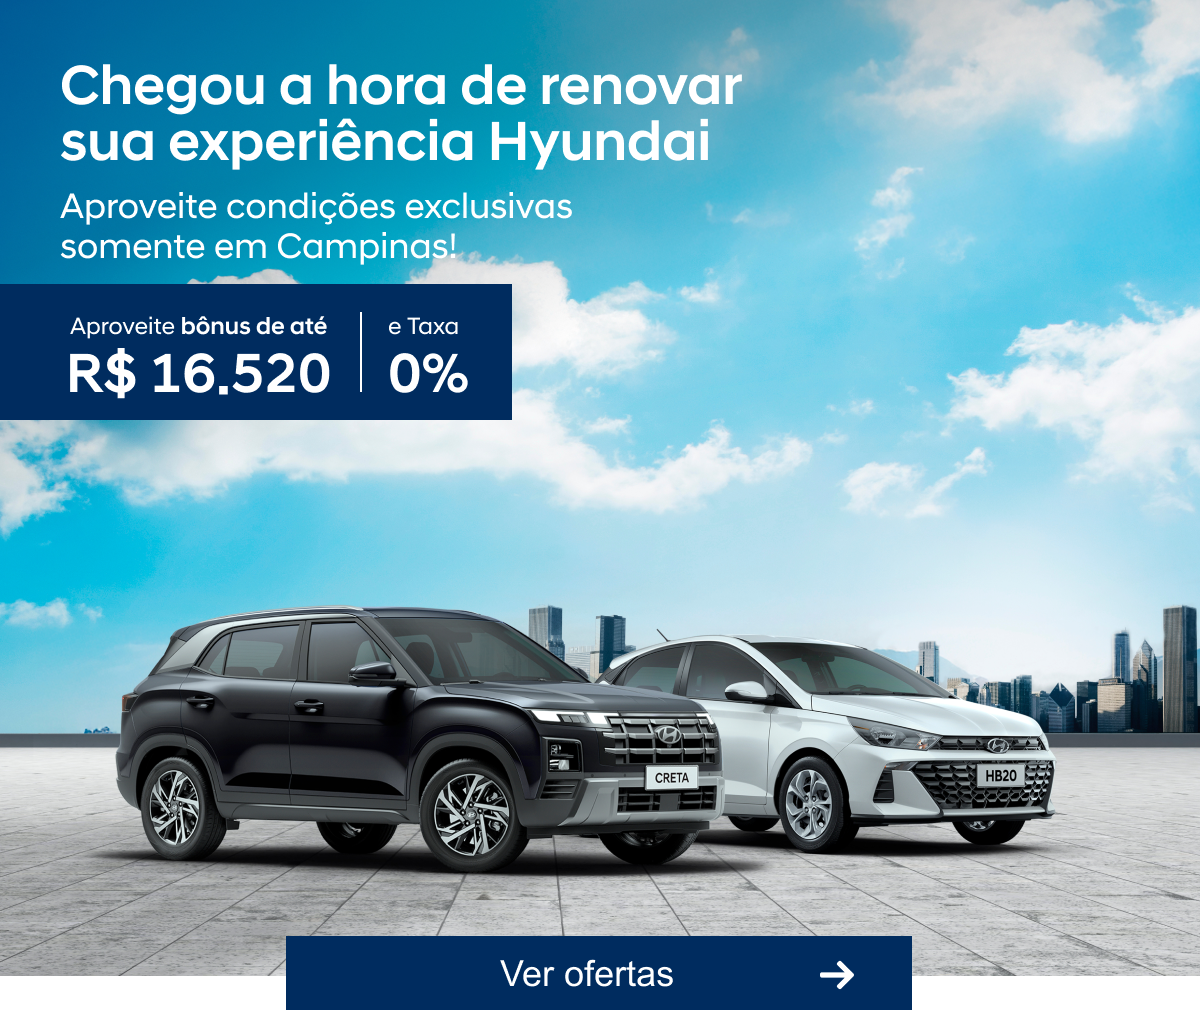 Chegou a hora de renovar
sua experiência Hyundai
Aproveite condições exclusivas
somente em Campinas!
Aproveite bônus de até
R$ 16.520
e Taxa
0%
CRETA
HB20
Ver ofertas